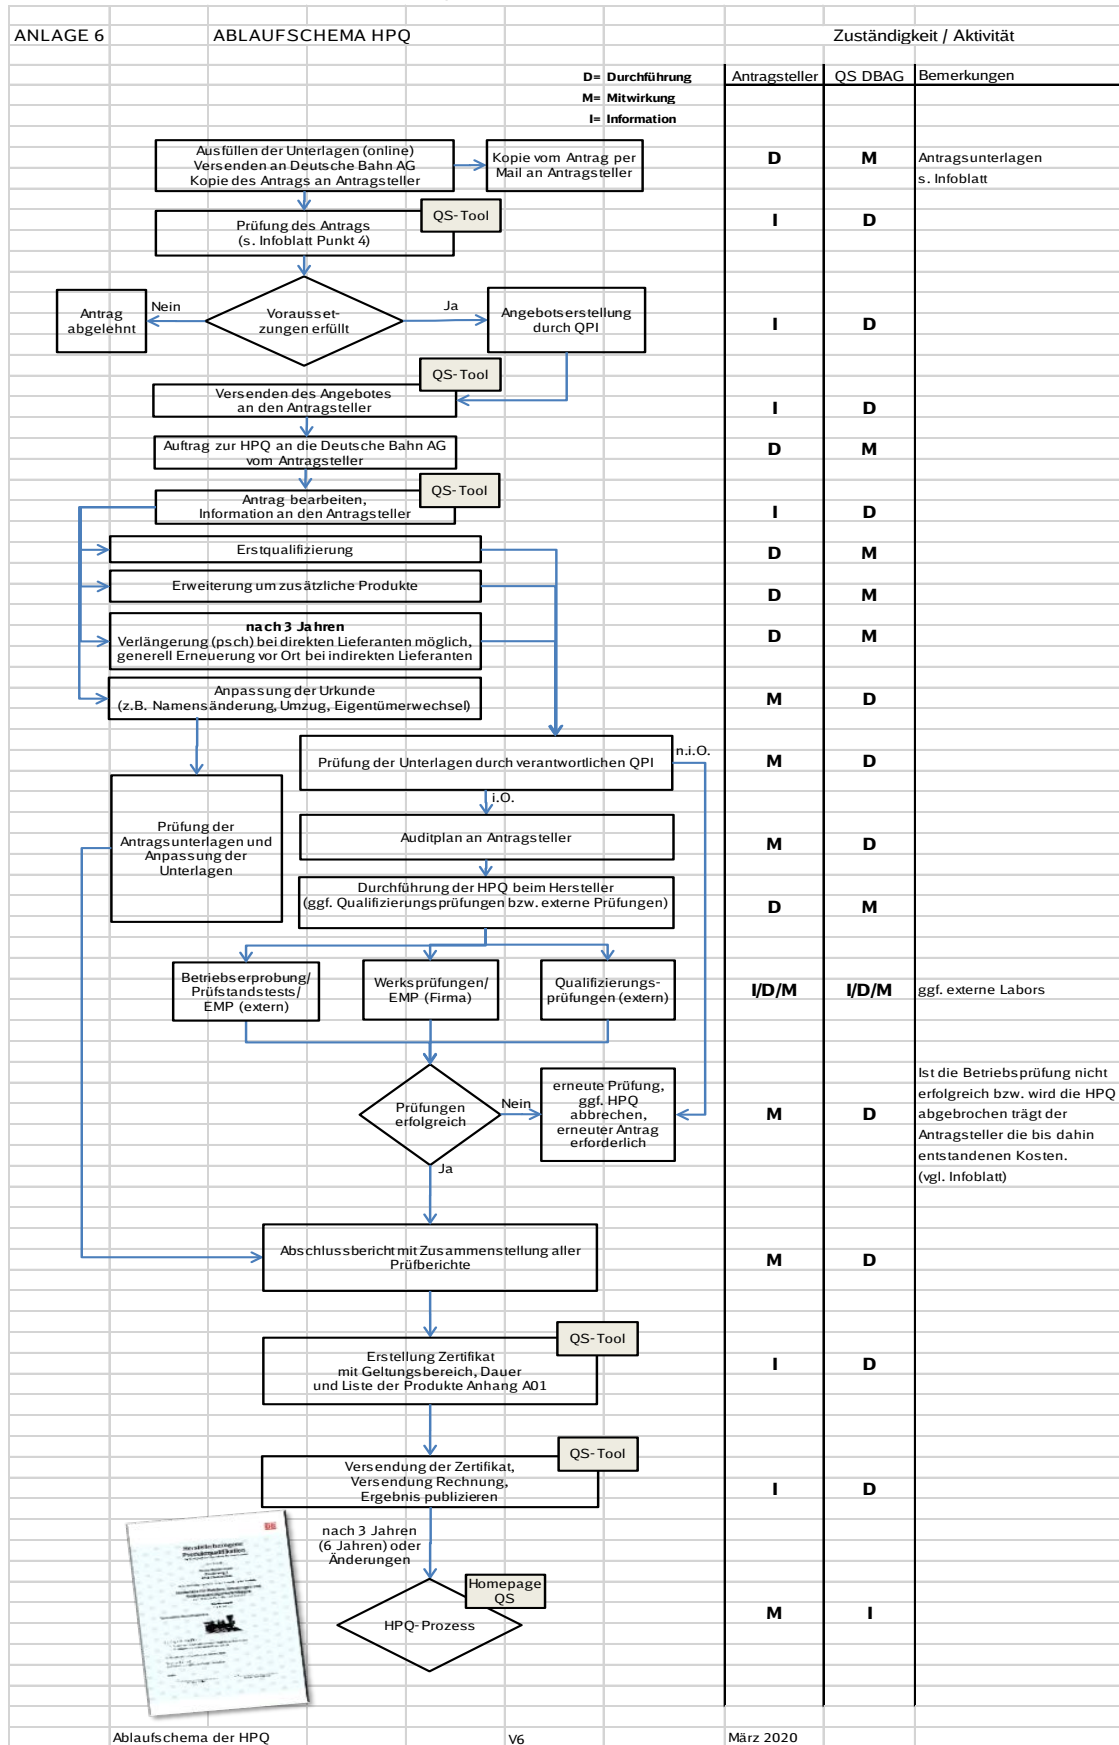 ANLAGE 6 ABLAUFSCHEMA HPQ Zuständigkeit / Aktivität
D= Durchführung Antragsteller QS DBAG Bemerkungen
M= Mitwirkung
I= Information
Ausfüllen der Unterlagen (online)
Versenden an Deutsche Bahn AG
Kopie des Antrags an Antragsteller
Kopie vom Antrag per
Mail an Antragsteller
D M Antragsunterlagen
s. Infoblatt
QS-Tool
Prüfung des Antrags
(s. Infoblatt Punkt 4)
I D
Antrag
abgelehnt
Nein
Vorausset-
zungen erfüllt
Ja
Angebotserstellung
durch QPI
I D
QS-Tool
Versenden des Angebotes
an den Antragsteller
I D
Auftrag zur HPQ an die Deutsche Bahn AG
vom Antragsteller
D M
QS-Tool
Antrag bearbeiten,
Information an den Antragsteller
I D
Erstqualifizierung
D M
Erweiterung um zusätzliche Produkte
D M
nach 3 Jahren
Verlängerung (psch) bei direkten Lieferanten möglich,
generell Erneuerung vor Ort bei indirekten Lieferanten
D M
Anpassung der Urkunde
(z.B. Namensänderung, Umzug, Eigentümerwechsel)
M D
Prüfung der Unterlagen durch verantwortlichen QPI
n.i.O.
M D
i.O.
Prüfung der
Antragsunterlagen und
Anpassung der
Unterlagen
Auditplan an Antragsteller
M D
Durchführung der HPQ beim Hersteller
(ggf. Qualifizierungsprüfungen bzw. externe Prüfungen)
D M
Betriebserprobung/
Prüfstandstests/
EMP (extern)
Werksprüfungen/
EMP (Firma)
Qualifizierungs-
prüfungen (extern)
I/D/M I/D/M ggf. externe Labors
Prüfungen
erfolgreich
Nein
erneute Prüfung,
ggf. HPQ
abbrechen,
erneuter Antrag
erforderlich
M D
Ist die Betriebsprüfung nicht
erfolgreich bzw. wird die HPQ
abgebrochen trägt der
Antragsteller die bis dahin
entstandenen Kosten.
(vgl. Infoblatt)
Ja
Abschlussbericht mit Zusammenstellung aller
Prüfberichte
M D
QS-Tool
Erstellung Zertifikat
mit Geltungsbereich, Dauer
und Liste der Produkte Anhang A01
I D
QS-Tool
Versendung der Zertifikat,
Versendung Rechnung,
Ergebnis publizieren
I D
nach 3 Jahren
(6 Jahren) oder
Änderungen
Homepage
QS
HPQ-Prozess
M I
DB
Herstellerbezogene
Produktqualifikation
Ablaufschema der HPQ V6 März 2020